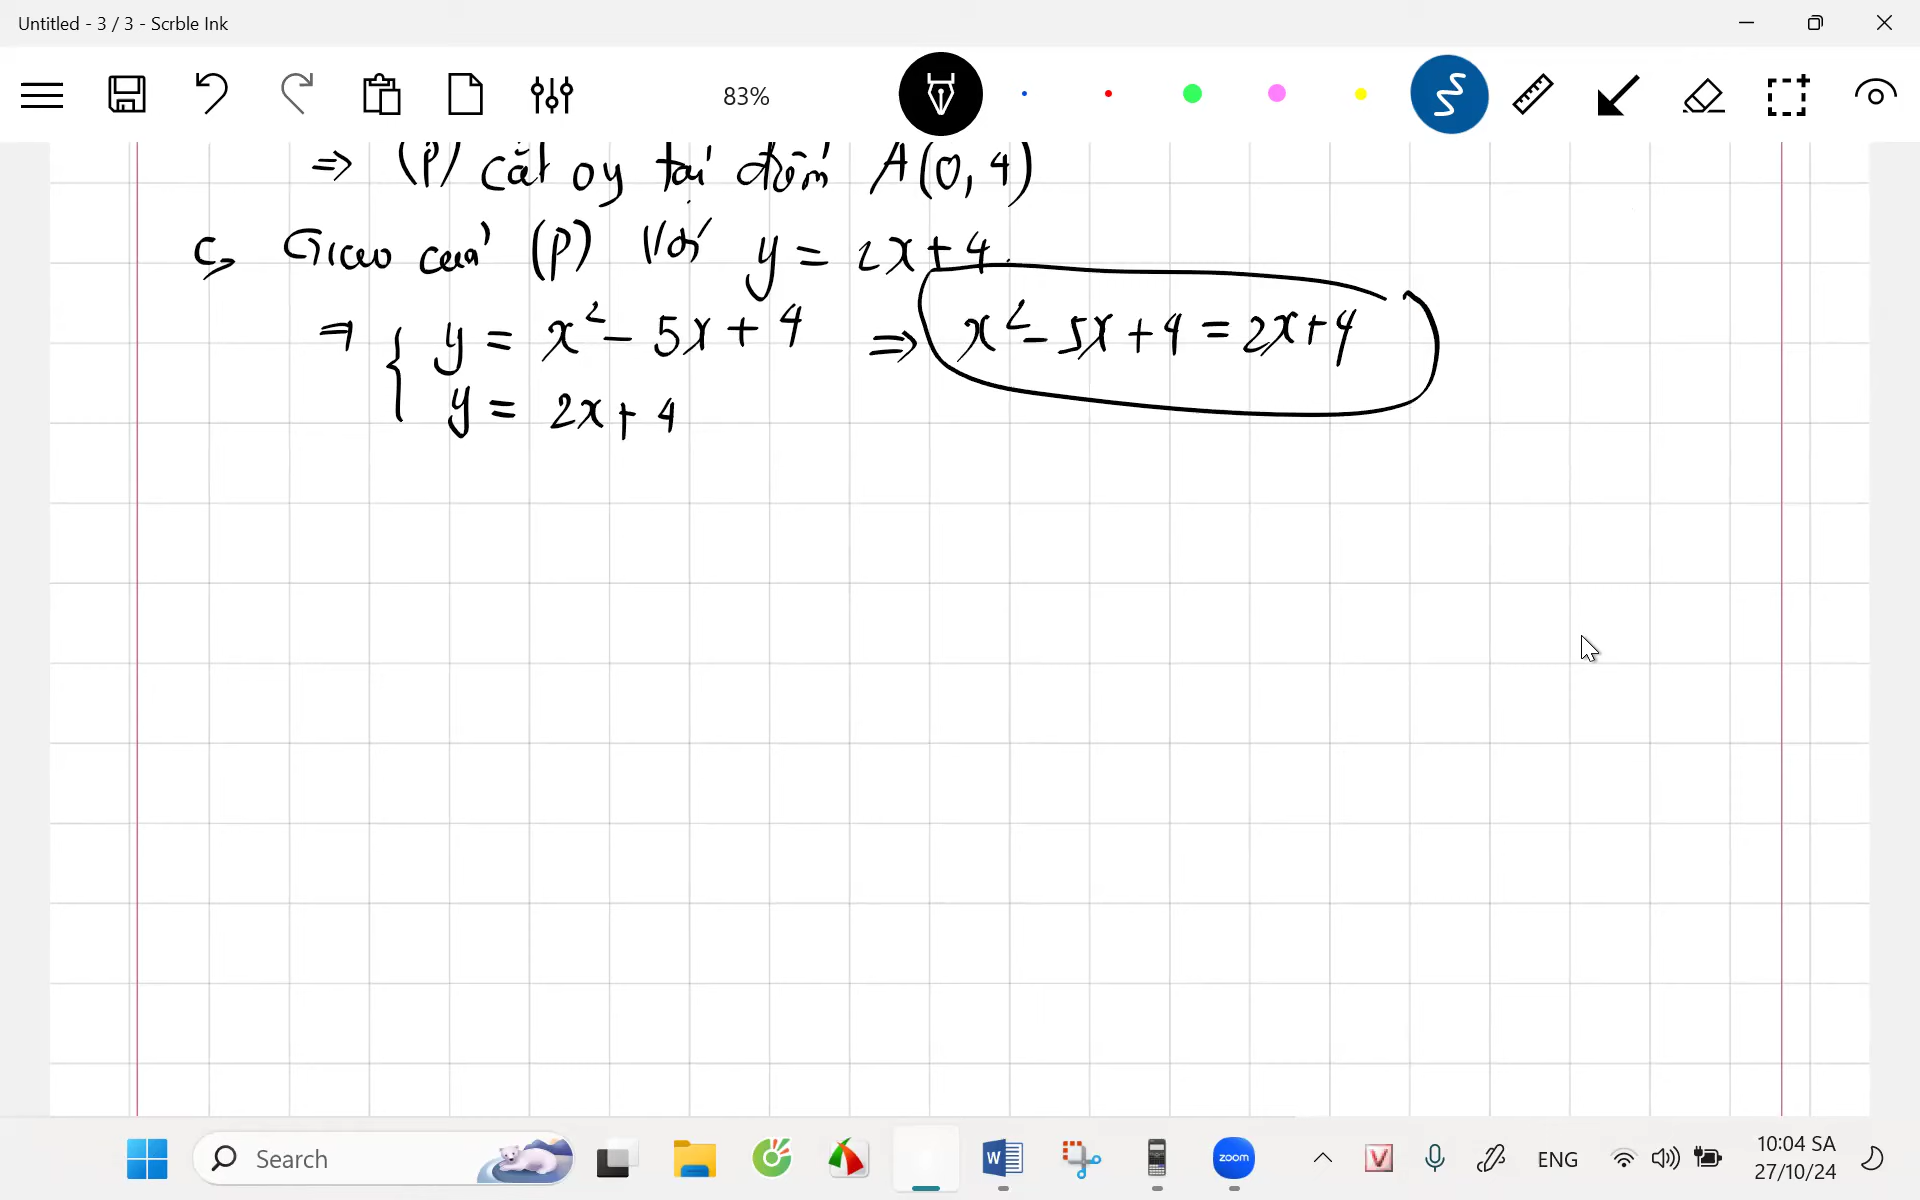 Untitled - 3 / 3 - Scrble Ink
83%
⇒ (P) cắt oy tại điểm A(0, 4)
c, Giao của (P) với y = 2x + 4.
⇒ { y = x² - 5x + 4 ⇒ x² - 5x + 4 = 2x + 4
y = 2x + 4
Search
zoom
ENG
10:04 SA
27/10/24